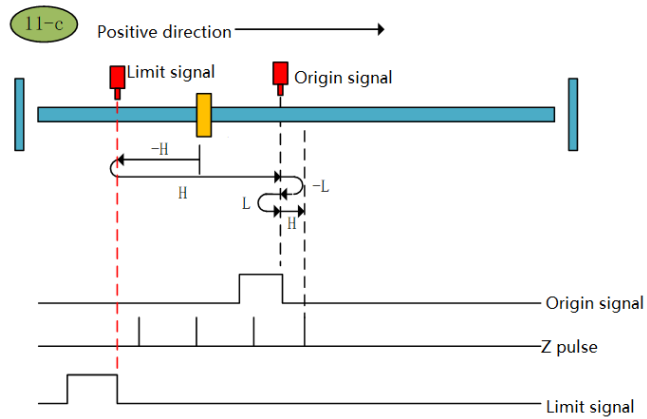 11-c
Positive direction
Limit signal
Origin signal
-H
H
-L
L
H
Origin signal
Z pulse
Limit signal